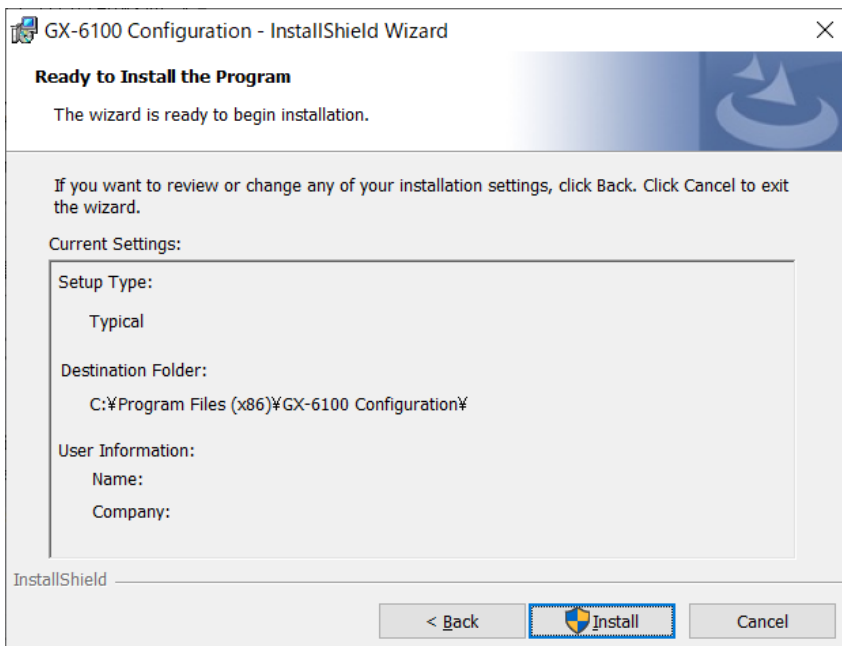 GX-6100 Configuration - InstallShield Wizard
Ready to Install the Program
The wizard is ready to begin installation.
If you want to review or change any of your installation settings, click Back. Click Cancel to exit
the wizard.
Current Settings:
Setup Type:
Typical
Destination Folder:
C:¥Program Files (x86)¥GX-6100 Configuration¥
User Information:
Name:
Company:
InstallShield
< Back
Install
Cancel